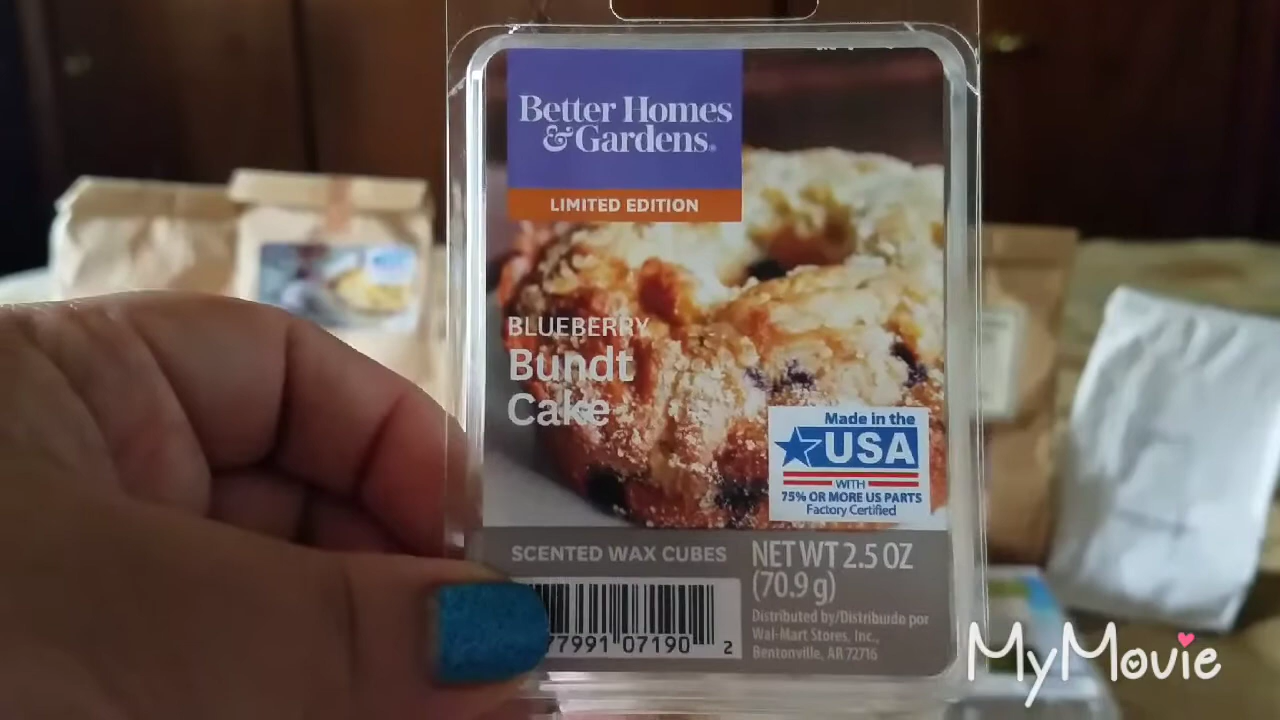 Better Homes
& Gardens®
LIMITED EDITION
BLUEBERRY
Bundt
Cake
Made in the
USA
WITH
75% OR MORE US PARTS
Factory Certified
SCENTED WAX CUBES
NET WT 2.5 OZ
(70.9 g)
77991 07190 2
Distributed by/Distribuido por
Wal-Mart Stores, Inc.,
Bentonville, AR 72716
MyMovie